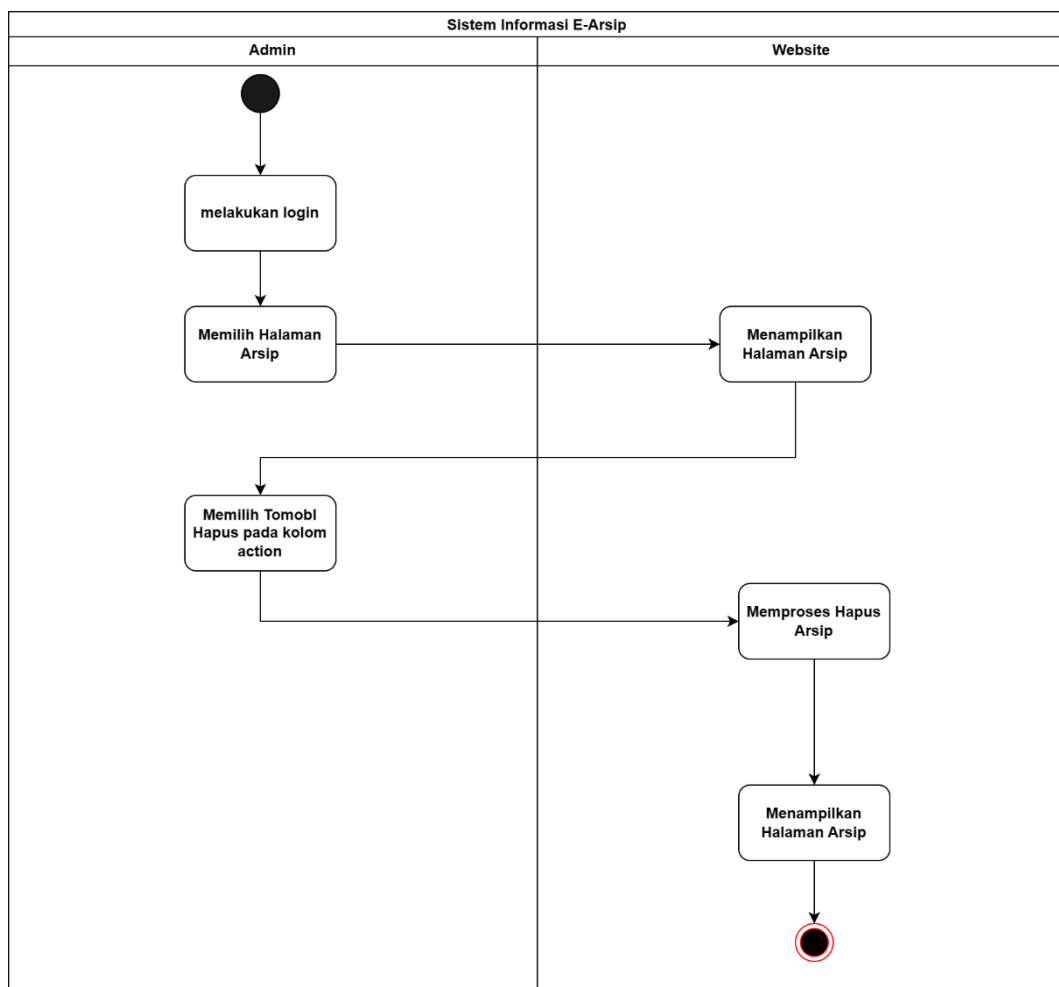 Sistem Informasi E-Arsip
Admin
Website
melakukan login
Memilih Halaman
Arsip
Menampilkan
Halaman Arsip
Memilih Tomobl
Hapus pada kolom
action
Memproses Hapus
Arsip
Menampilkan
Halaman Arsip